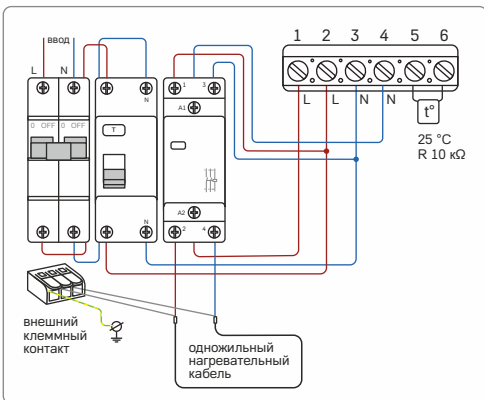 ввод
L N
0 OFF 0 OFF
N
T
N
1 3
A1
A2
2 4
1 2 3 4 5 6
L L N N
t°
25 °C
R 10 кΩ
внешний
клеммный
контакт
одножильный
нагревательный
кабель